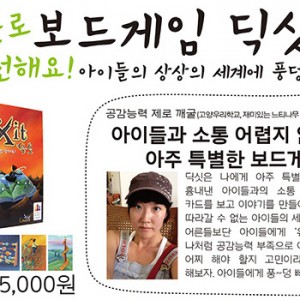 로 보드게임 딕싯
천해요! 아이들의 상상의 세계에 풍덩
Xit
공감능력 제로 깨굴(고양우리학교, 재미있는 느티나무
아이들과 소통 어렵지 않
아주 특별한 보드게
딕싯은 나에게 아주 특별
흉내낸 아이들과의 소통
카드를 보고 이야기를 만들어
따라갈 수 없는 아이들의 세
어른들보단 아이들에게
나처럼 공감능력 부족으로
어찌 해야 할지 고민이라
해보자. 아이들에게 풍~덩 빠
5,000원